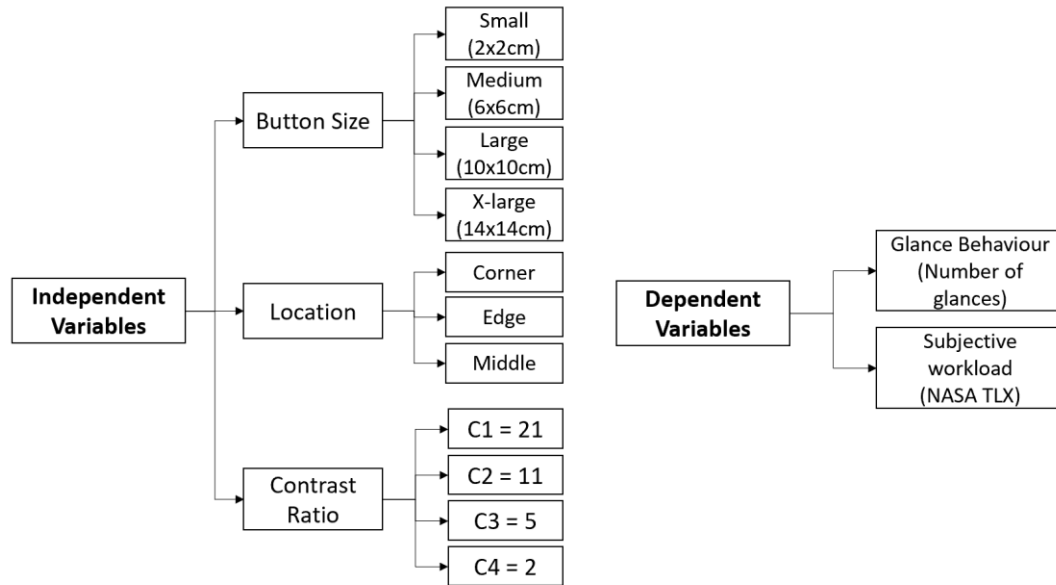 Independent
Variables
Button Size
Small
(2x2cm)
Medium
(6x6cm)
Large
(10x10cm)
X-large
(14x14cm)
Location
Corner
Edge
Middle
Contrast
Ratio
C1 = 21
C2 = 11
C3 = 5
C4 = 2
Dependent
Variables
Glance Behaviour
(Number of
glances)
Subjective
workload
(NASA TLX)